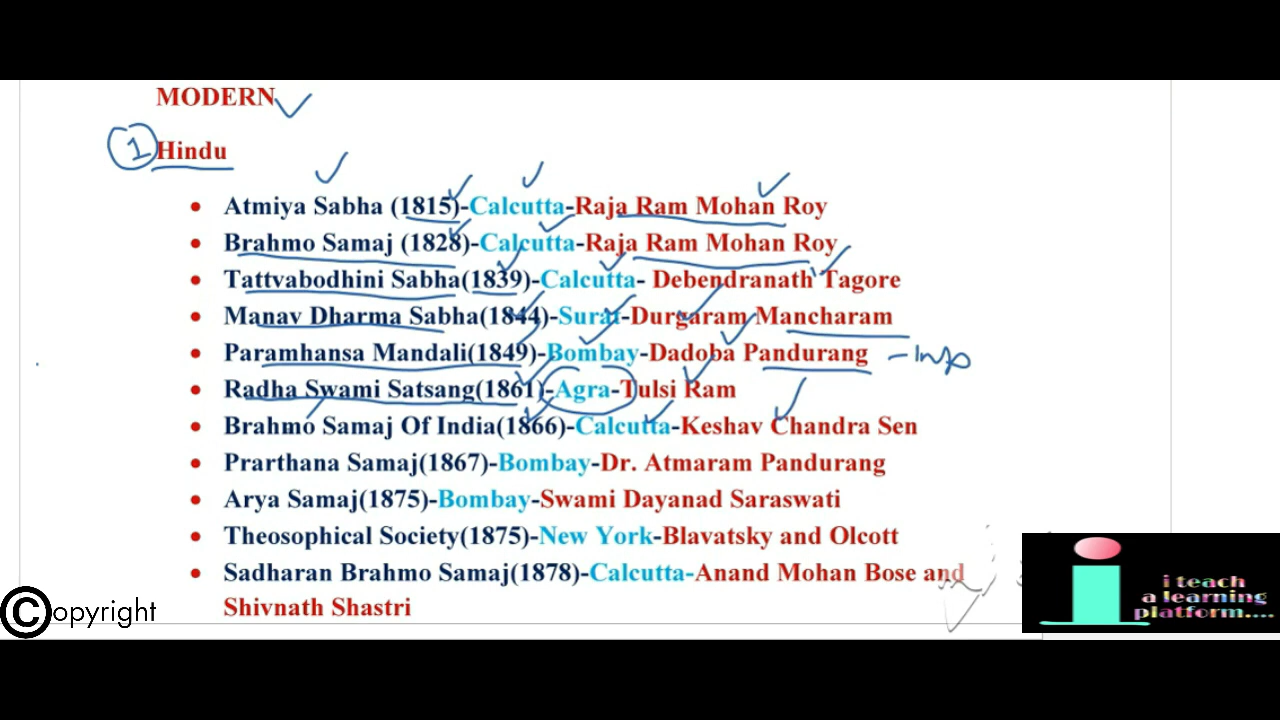 MODERN
1 Hindu
• Atmiya Sabha (1815)-Calcutta-Raja Ram Mohan Roy
• Brahmo Samaj (1828)-Calcutta-Raja Ram Mohan Roy
• Tattvabodhini Sabha(1839)-Calcutta- Debendranath Tagore
• Manav Dharma Sabha(1844)-Surat-Durgaram Mancharam
• Paramhansa Mandali(1849)-Bombay-Dadoba Pandurang -Imp
• Radha Swami Satsang(1861)-Agra-Tulsi Ram
• Brahmo Samaj Of India(1866)-Calcutta-Keshav Chandra Sen
• Prarthana Samaj(1867)-Bombay-Dr. Atmaram Pandurang
• Arya Samaj(1875)-Bombay-Swami Dayanad Saraswati
• Theosophical Society(1875)-New York-Blavatsky and Olcott
• Sadharan Brahmo Samaj(1878)-Calcutta-Anand Mohan Bose and
Shivnath Shastri
©opyright
i teach
a learning
platform....